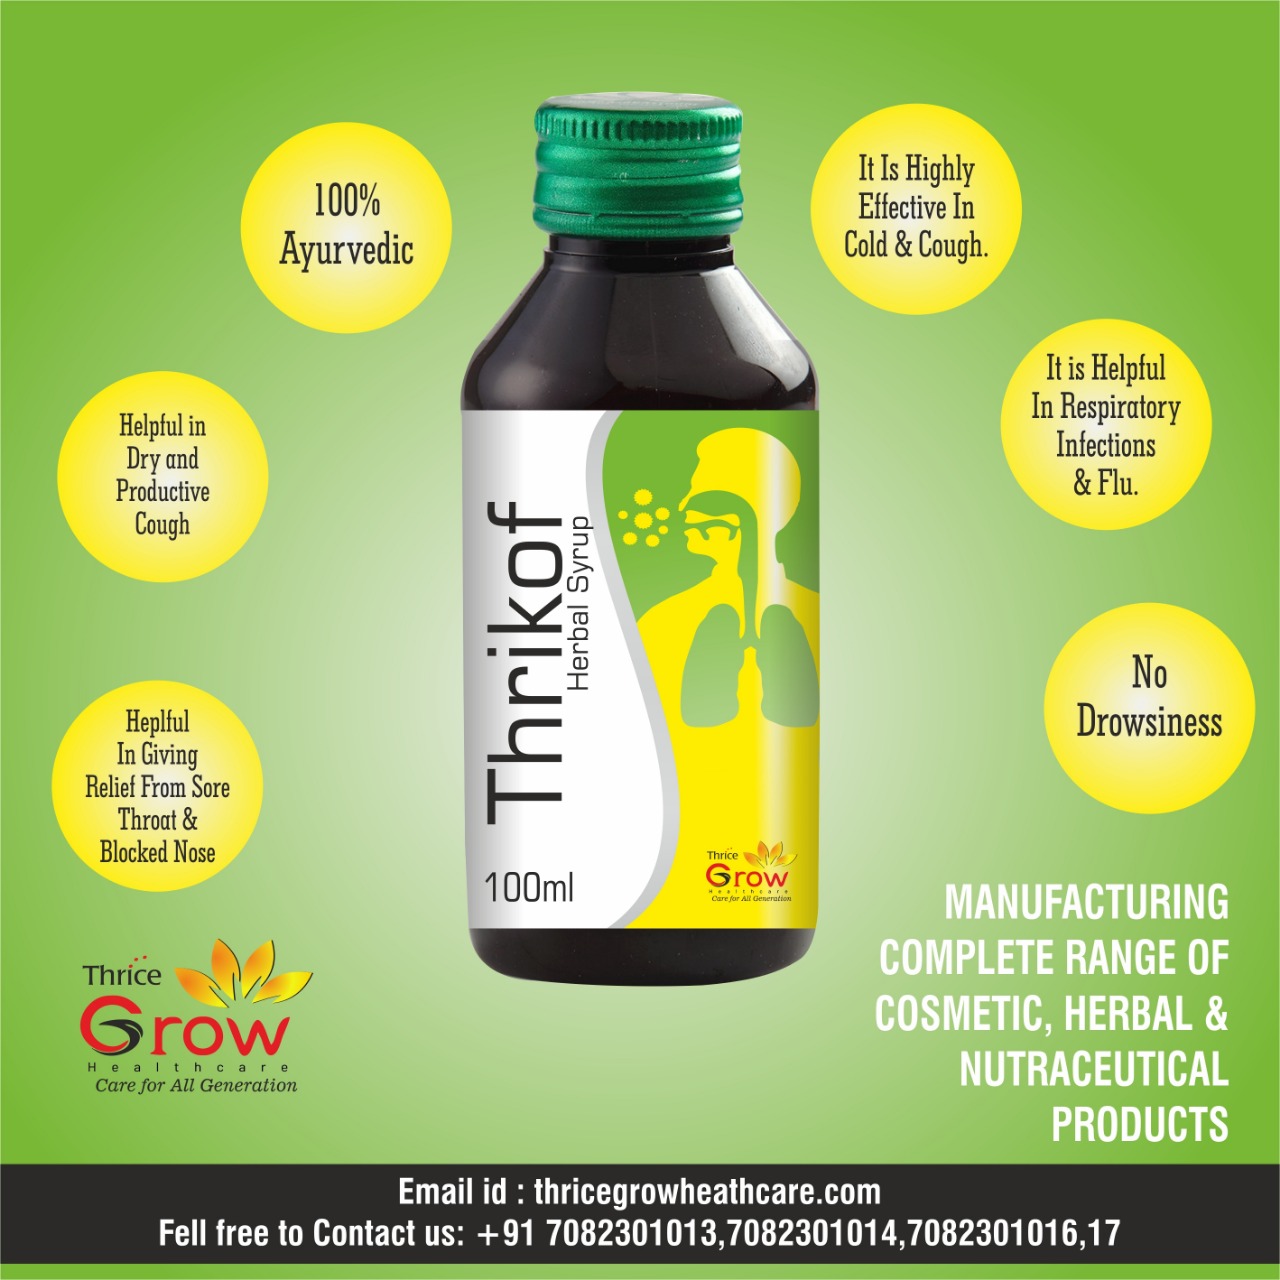 100%
Ayurvedic
It Is Highly
Effective In
Cold & Cough.
Helpful in
Dry and
Productive
Cough
It is Helpful
In Respiratory
Infections
& Flu.
Heplful
In Giving
Relief From Sore
Throat &
Blocked Nose
No
Drowsiness
Thrikof
Herbal Syrup
100ml
Thrice
Grow
Healthcare
Care for All Generation
Thrice
Grow
Healthcare
Care for All Generation
MANUFACTURING
COMPLETE RANGE OF
COSMETIC, HERBAL &
NUTRACEUTICAL
PRODUCTS
Email id : thricegrowheathcare.com
Fell free to Contact us: +91 7082301013,7082301014,7082301016,17